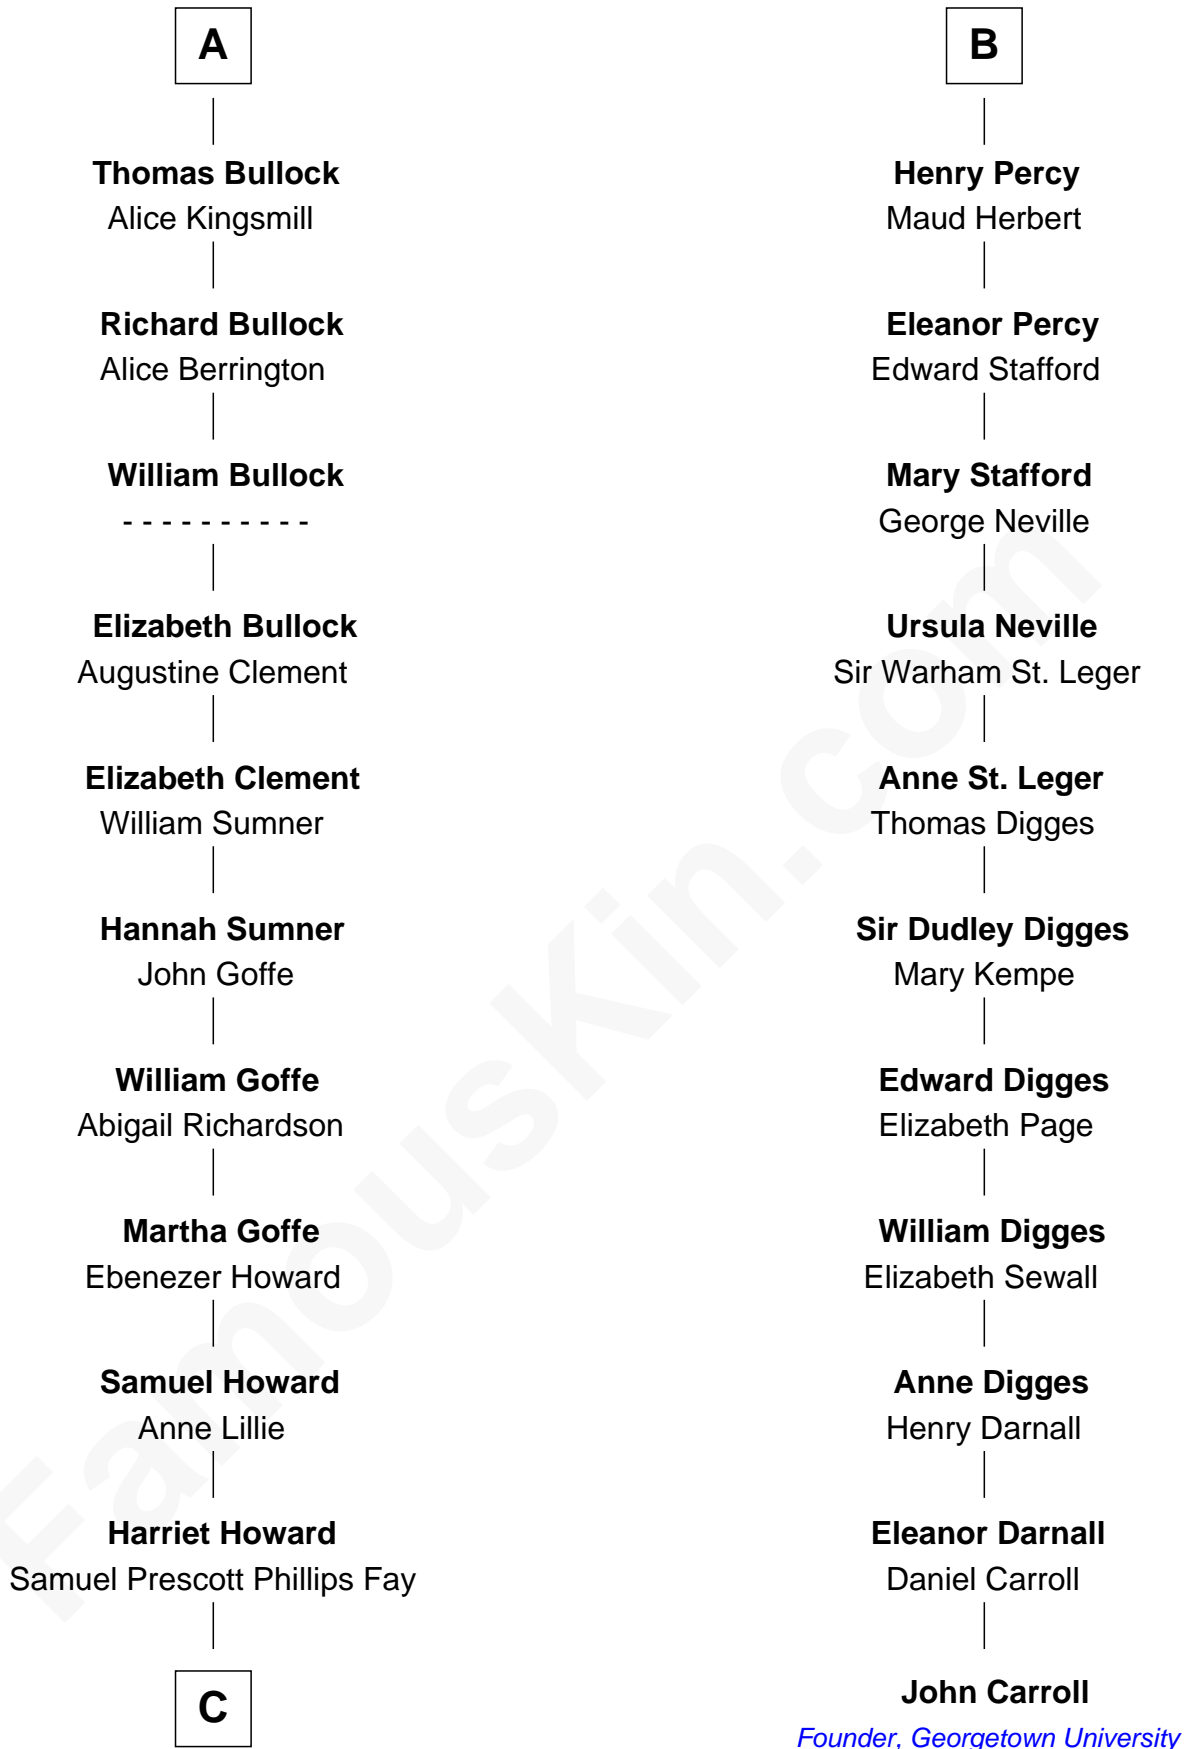 A
Thomas Bullock
Alice Kingsmill
Richard Bullock
Alice Berrington
William Bullock
- - - - - - - - - -
Elizabeth Bullock
Augustine Clement
Elizabeth Clement
William Sumner
Hannah Sumner
John Goffe
William Goffe
Abigail Richardson
Martha Goffe
Ebenezer Howard
Samuel Howard
Anne Lillie
Harriet Howard
Samuel Prescott Phillips Fay
C
B
Henry Percy
Maud Herbert
Eleanor Percy
Edward Stafford
Mary Stafford
George Neville
Ursula Neville
Sir Warham St. Leger
Anne St. Leger
Thomas Digges
Sir Dudley Digges
Mary Kempe
Edward Digges
Elizabeth Page
William Digges
Elizabeth Sewall
Anne Digges
Henry Darnall
Eleanor Darnall
Daniel Carroll
John Carroll
Founder, Georgetown University
FamousKin.com